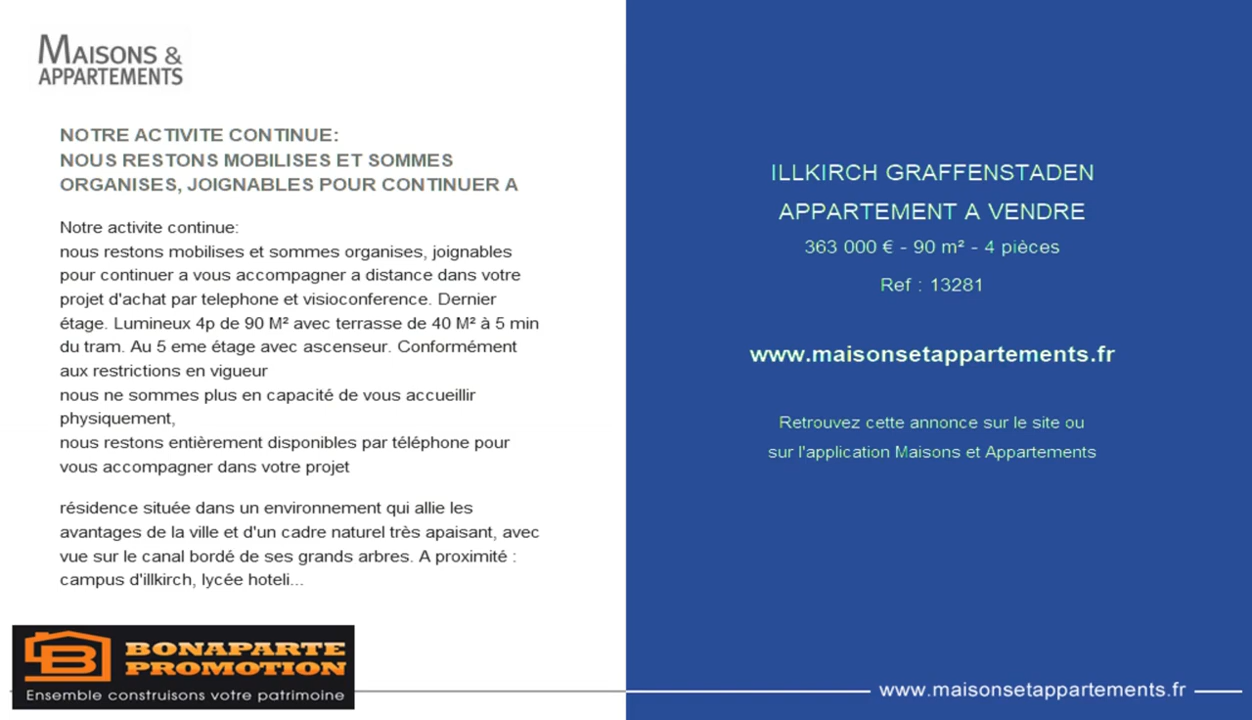 MAISONS &
APPARTEMENTS
NOTRE ACTIVITE CONTINUE:
NOUS RESTONS MOBILISES ET SOMMES
ORGANISES, JOIGNABLES POUR CONTINUER A
Notre activite continue:
nous restons mobilises et sommes organises, joignables
pour continuer a vous accompagner a distance dans votre
projet d'achat par telephone et visioconference. Dernier
étage. Lumineux 4p de 90 M² avec terrasse de 40 M² à 5 min
du tram. Au 5 eme étage avec ascenseur. Conformément
aux restrictions en vigueur
nous ne sommes plus en capacité de vous accueillir
physiquement,
nous restons entièrement disponibles par téléphone pour
vous accompagner dans votre projet
résidence située dans un environnement qui allie les
avantages de la ville et d'un cadre naturel très apaisant, avec
vue sur le canal bordé de ses grands arbres. A proximité :
campus d'illkirch, lycée hoteli...
BONAPARTE
PROMOTION
Ensemble construisons votre patrimoine
ILLKIRCH GRAFFENSTADEN
APPARTEMENT A VENDRE
363 000 € - 90 m² - 4 pièces
Ref : 13281
www.maisonsetappartements.fr
Retrouvez cette annonce sur le site ou
sur l'application Maisons et Appartements
www.maisonsetappartements.fr